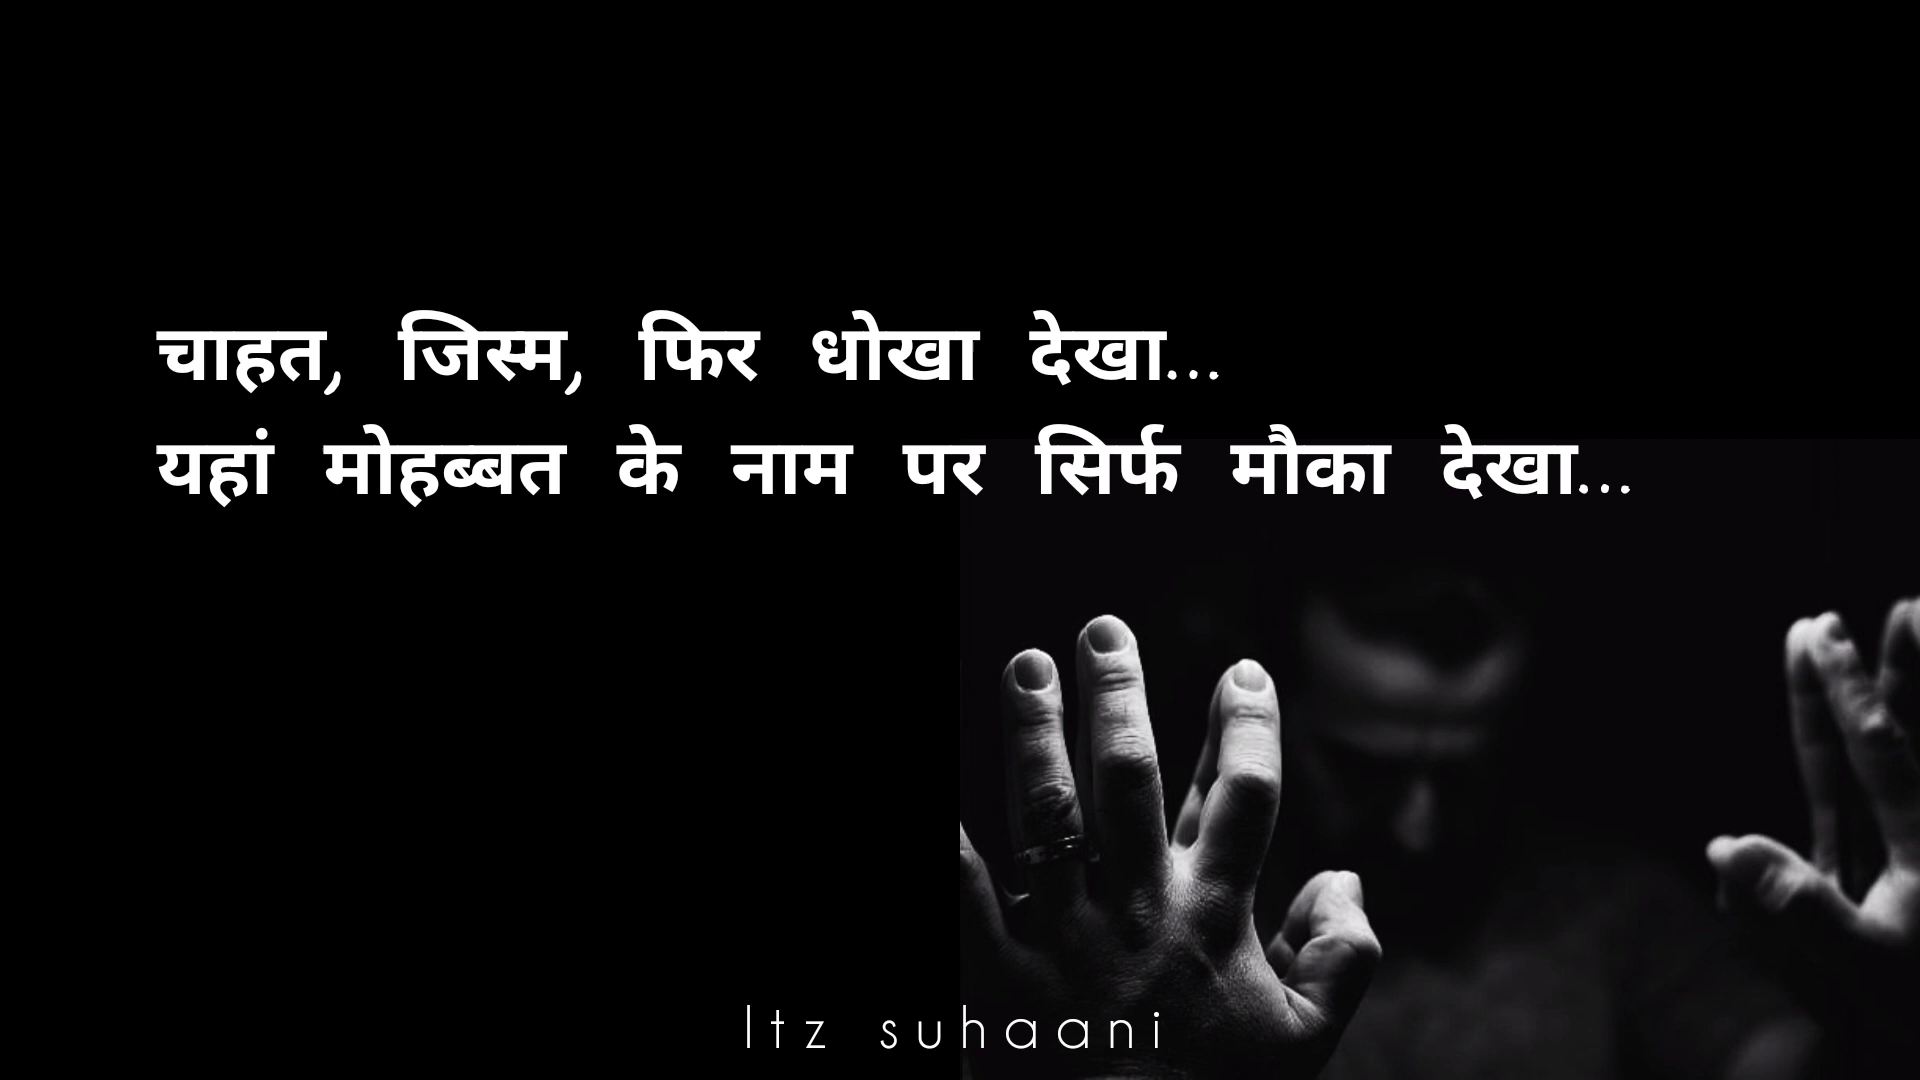 चाहत, जिस्म, फिर धोखा देखा...
यहां मोहब्बत के नाम पर सिर्फ मौका देखा...
Itz suhaani